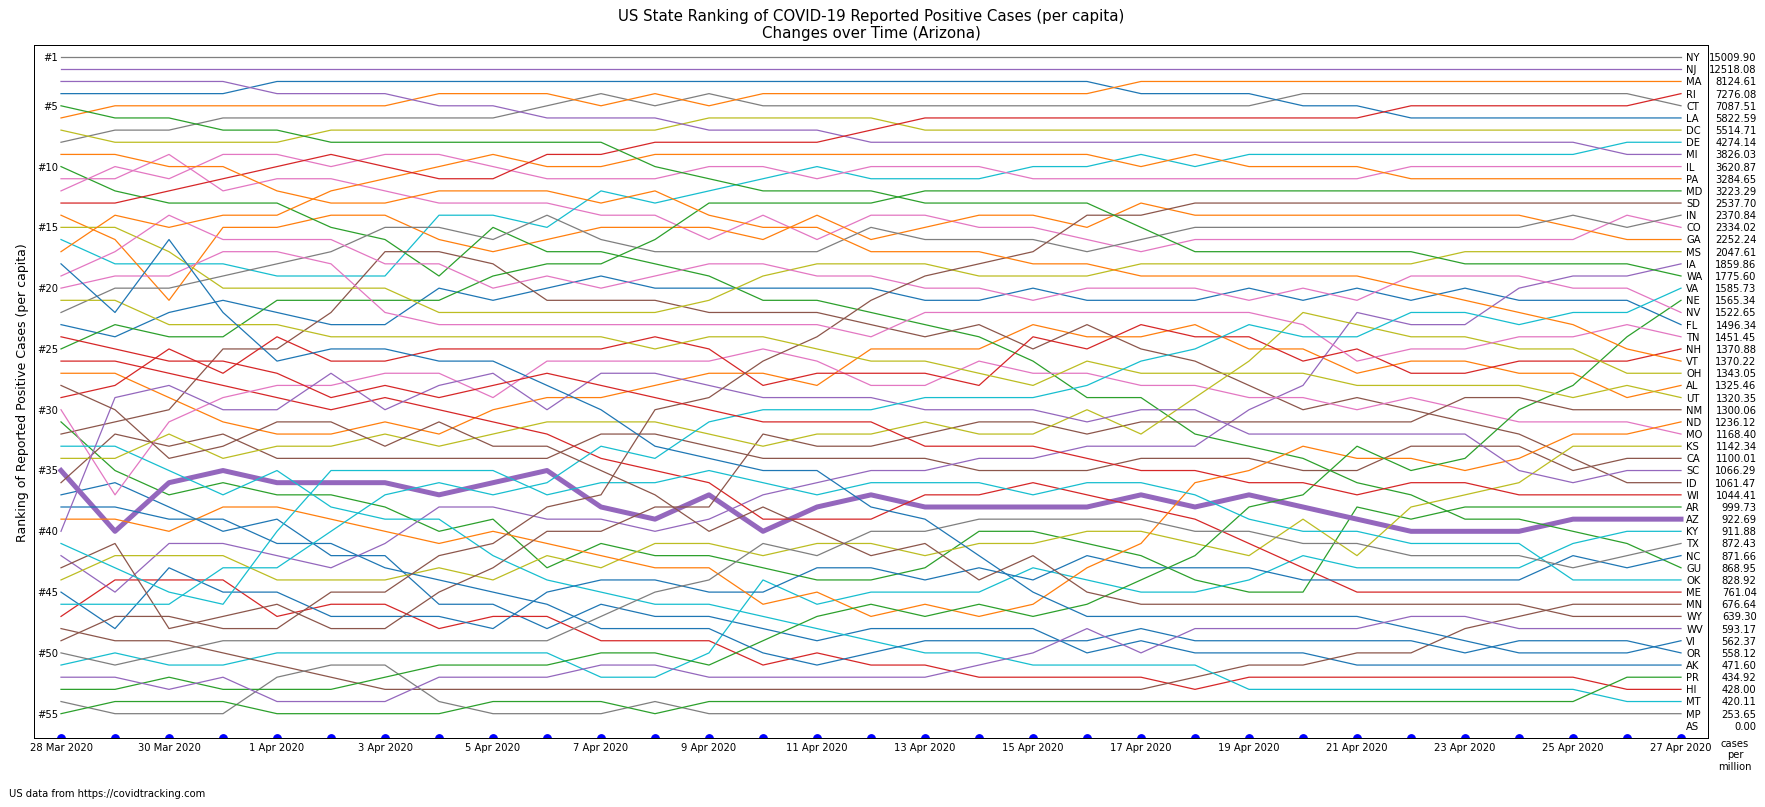 US State Ranking of COVID-19 Reported Positive Cases (per capita)
Changes over Time (Arizona)
Ranking of Reported Positive Cases (per capita)
#1
#5
#10
#15
#20
#25
#30
#35
#40
#45
#50
#55
NY 15009.90
NJ 12518.08
MA 8124.61
RI 7276.08
CT 7087.51
LA 5822.59
DC 5514.71
DE 4274.14
MI 3826.03
IL 3620.87
PA 3284.65
MD 3223.29
SD 2537.70
IN 2370.84
CO 2334.02
GA 2252.24
MS 2047.61
IA 1859.86
WA 1775.60
VA 1585.73
NE 1565.34
NV 1522.65
FL 1496.34
TN 1451.45
NH 1370.88
VT 1370.22
OH 1343.05
AL 1325.46
UT 1320.35
NM 1300.06
ND 1236.12
MO 1168.40
KS 1142.34
CA 1100.01
SC 1066.29
ID 1061.47
WI 1044.41
AR 999.73
AZ 922.69
KY 911.88
TX 872.43
NC 871.66
GU 868.95
OK 828.92
ME 761.04
MN 676.64
WY 639.30
WV 593.17
VI 562.37
OR 558.12
AK 471.60
PR 434.92
HI 428.00
MT 420.11
MP 253.65
AS 0.00
28 Mar 2020 30 Mar 2020 1 Apr 2020 3 Apr 2020 5 Apr 2020 7 Apr 2020 9 Apr 2020 11 Apr 2020 13 Apr 2020 15 Apr 2020 17 Apr 2020 19 Apr 2020 21 Apr 2020 23 Apr 2020 25 Apr 2020 27 Apr 2020
cases
per
million
US data from https://covidtracking.com